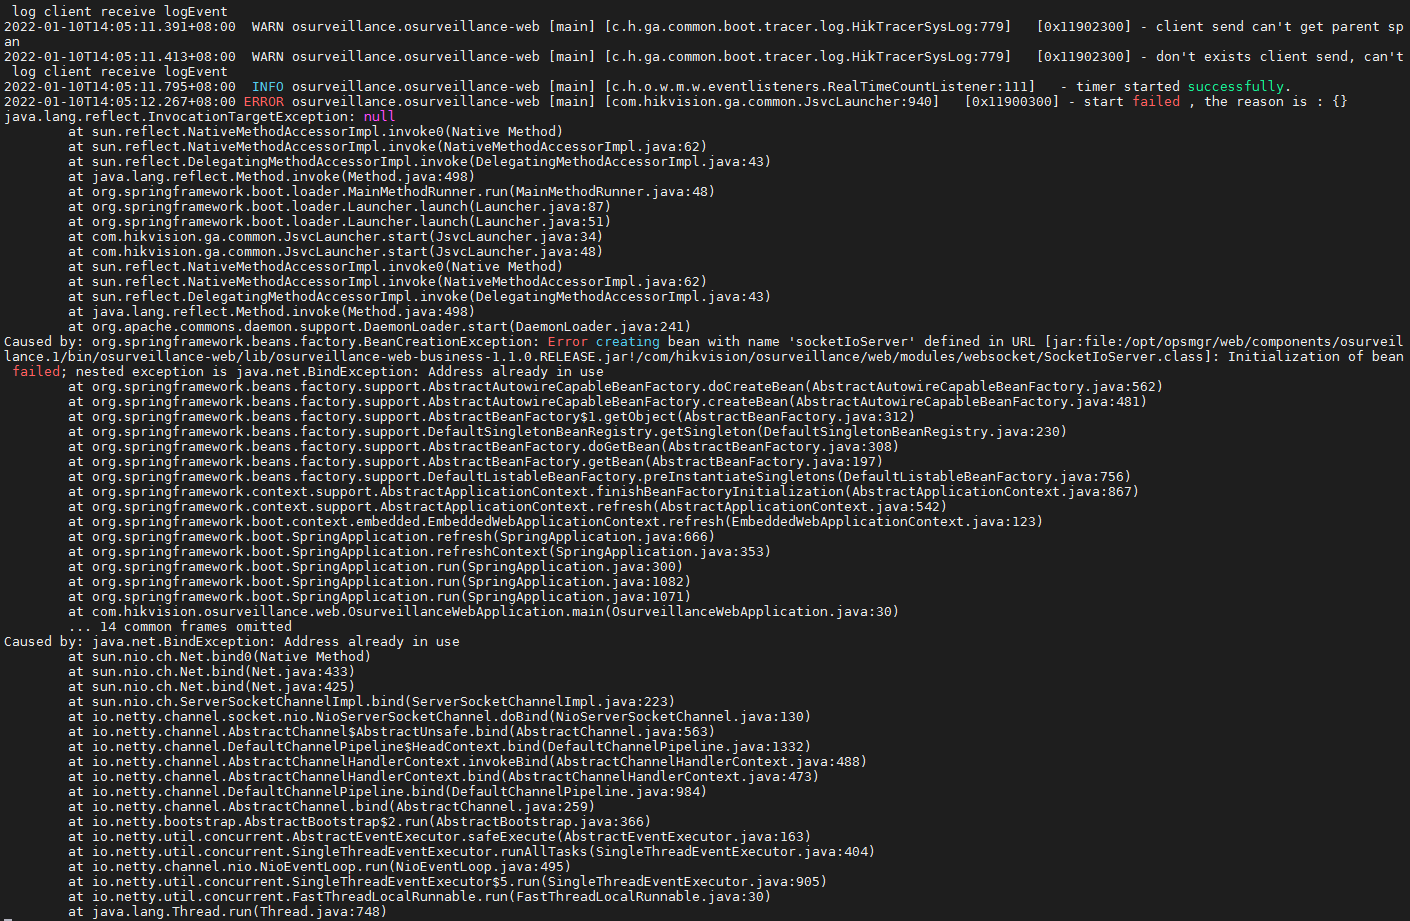 log client receive logEvent
2022-01-10T14:05:11.391+08:00  WARN osurveillance.osurveillance-web [main] [c.h.ga.common.boot.tracer.log.HikTracerSysLog:779]   [0x11902300] - client send can't get parent sp
an
2022-01-10T14:05:11.413+08:00  WARN osurveillance.osurveillance-web [main] [c.h.ga.common.boot.tracer.log.HikTracerSysLog:779]   [0x11902300] - don't exists client send, can't
 log client receive logEvent
2022-01-10T14:05:11.795+08:00  INFO osurveillance.osurveillance-web [main] [c.h.o.w.m.w.eventlisteners.RealTimeCountListener:111]   - timer started successfully.
2022-01-10T14:05:12.267+08:00 ERROR osurveillance.osurveillance-web [main] [com.hikvision.ga.common.JsvcLauncher:940]   [0x11900300] - start failed , the reason is : {}
java.lang.reflect.InvocationTargetException: null
        at sun.reflect.NativeMethodAccessorImpl.invoke0(Native Method)
        at sun.reflect.NativeMethodAccessorImpl.invoke(NativeMethodAccessorImpl.java:62)
        at sun.reflect.DelegatingMethodAccessorImpl.invoke(DelegatingMethodAccessorImpl.java:43)
        at java.lang.reflect.Method.invoke(Method.java:498)
        at org.springframework.boot.loader.MainMethodRunner.run(MainMethodRunner.java:48)
        at org.springframework.boot.loader.Launcher.launch(Launcher.java:87)
        at org.springframework.boot.loader.Launcher.launch(Launcher.java:51)
        at com.hikvision.ga.common.JsvcLauncher.start(JsvcLauncher.java:34)
        at com.hikvision.ga.common.JsvcLauncher.start(JsvcLauncher.java:48)
        at sun.reflect.NativeMethodAccessorImpl.invoke0(Native Method)
        at sun.reflect.NativeMethodAccessorImpl.invoke(NativeMethodAccessorImpl.java:62)
        at sun.reflect.DelegatingMethodAccessorImpl.invoke(DelegatingMethodAccessorImpl.java:43)
        at java.lang.reflect.Method.invoke(Method.java:498)
        at org.apache.commons.daemon.support.DaemonLoader.start(DaemonLoader.java:241)
Caused by: org.springframework.beans.factory.BeanCreationException: Error creating bean with name 'socketIoServer' defined in URL [jar:file:/opt/opsmgr/web/components/osurveil
lance.1/bin/osurveillance-web/lib/osurveillance-web-business-1.1.0.RELEASE.jar!/com/hikvision/osurveillance/web/modules/websocket/SocketIoServer.class]: Initialization of bean
 failed; nested exception is java.net.BindException: Address already in use
        at org.springframework.beans.factory.support.AbstractAutowireCapableBeanFactory.doCreateBean(AbstractAutowireCapableBeanFactory.java:562)
        at org.springframework.beans.factory.support.AbstractAutowireCapableBeanFactory.createBean(AbstractAutowireCapableBeanFactory.java:481)
        at org.springframework.beans.factory.support.AbstractBeanFactory$1.getObject(AbstractBeanFactory.java:312)
        at org.springframework.beans.factory.support.DefaultSingletonBeanRegistry.getSingleton(DefaultSingletonBeanRegistry.java:230)
        at org.springframework.beans.factory.support.AbstractBeanFactory.doGetBean(AbstractBeanFactory.java:308)
        at org.springframework.beans.factory.support.AbstractBeanFactory.getBean(AbstractBeanFactory.java:197)
        at org.springframework.beans.factory.support.DefaultListableBeanFactory.preInstantiateSingletons(DefaultListableBeanFactory.java:756)
        at org.springframework.context.support.AbstractApplicationContext.finishBeanFactoryInitialization(AbstractApplicationContext.java:867)
        at org.springframework.context.support.AbstractApplicationContext.refresh(AbstractApplicationContext.java:542)
        at org.springframework.boot.context.embedded.EmbeddedWebApplicationContext.refresh(EmbeddedWebApplicationContext.java:123)
        at org.springframework.boot.SpringApplication.refresh(SpringApplication.java:666)
        at org.springframework.boot.SpringApplication.refreshContext(SpringApplication.java:353)
        at org.springframework.boot.SpringApplication.run(SpringApplication.java:300)
        at org.springframework.boot.SpringApplication.run(SpringApplication.java:1082)
        at org.springframework.boot.SpringApplication.run(SpringApplication.java:1071)
        at com.hikvision.osurveillance.web.OsurveillanceWebApplication.main(OsurveillanceWebApplication.java:30)
        ... 14 common frames omitted
Caused by: java.net.BindException: Address already in use
        at sun.nio.ch.Net.bind0(Native Method)
        at sun.nio.ch.Net.bind(Net.java:433)
        at sun.nio.ch.Net.bind(Net.java:425)
        at sun.nio.ch.ServerSocketChannelImpl.bind(ServerSocketChannelImpl.java:223)
        at io.netty.channel.socket.nio.NioServerSocketChannel.doBind(NioServerSocketChannel.java:130)
        at io.netty.channel.AbstractChannel$AbstractUnsafe.bind(AbstractChannel.java:563)
        at io.netty.channel.DefaultChannelPipeline$HeadContext.bind(DefaultChannelPipeline.java:1332)
        at io.netty.channel.AbstractChannelHandlerContext.invokeBind(AbstractChannelHandlerContext.java:488)
        at io.netty.channel.AbstractChannelHandlerContext.bind(AbstractChannelHandlerContext.java:473)
        at io.netty.channel.DefaultChannelPipeline.bind(DefaultChannelPipeline.java:984)
        at io.netty.channel.AbstractChannel.bind(AbstractChannel.java:259)
        at io.netty.bootstrap.AbstractBootstrap$2.run(AbstractBootstrap.java:366)
        at io.netty.util.concurrent.AbstractEventExecutor.safeExecute(AbstractEventExecutor.java:163)
        at io.netty.util.concurrent.SingleThreadEventExecutor.runAllTasks(SingleThreadEventExecutor.java:404)
        at io.netty.channel.nio.NioEventLoop.run(NioEventLoop.java:495)
        at io.netty.util.concurrent.SingleThreadEventExecutor$5.run(SingleThreadEventExecutor.java:905)
        at io.netty.util.concurrent.FastThreadLocalRunnable.run(FastThreadLocalRunnable.java:30)
        at java.lang.Thread.run(Thread.java:748)